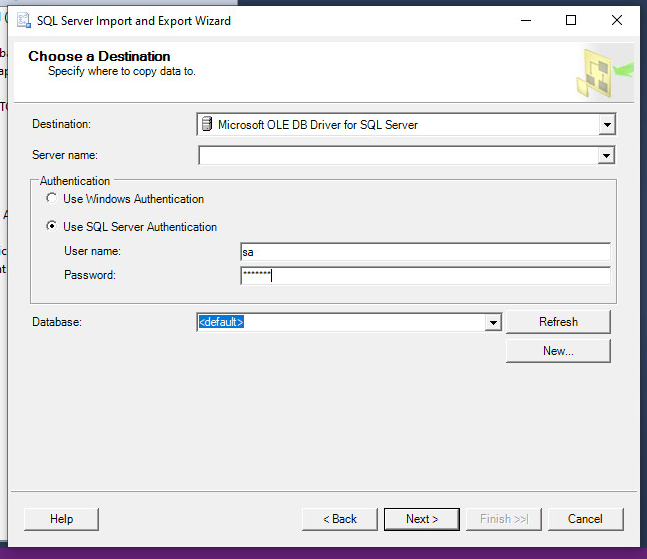 SQL Server Import and Export Wizard
Choose a Destination
Specify where to copy data to.
Destination:
Microsoft OLE DB Driver for SQL Server
Server name:
Authentication
Use Windows Authentication
Use SQL Server Authentication
User name:
sa
Password:
*******
Database:
<default>
Refresh
New...
Help
< Back
Next >
Finish >>|
Cancel